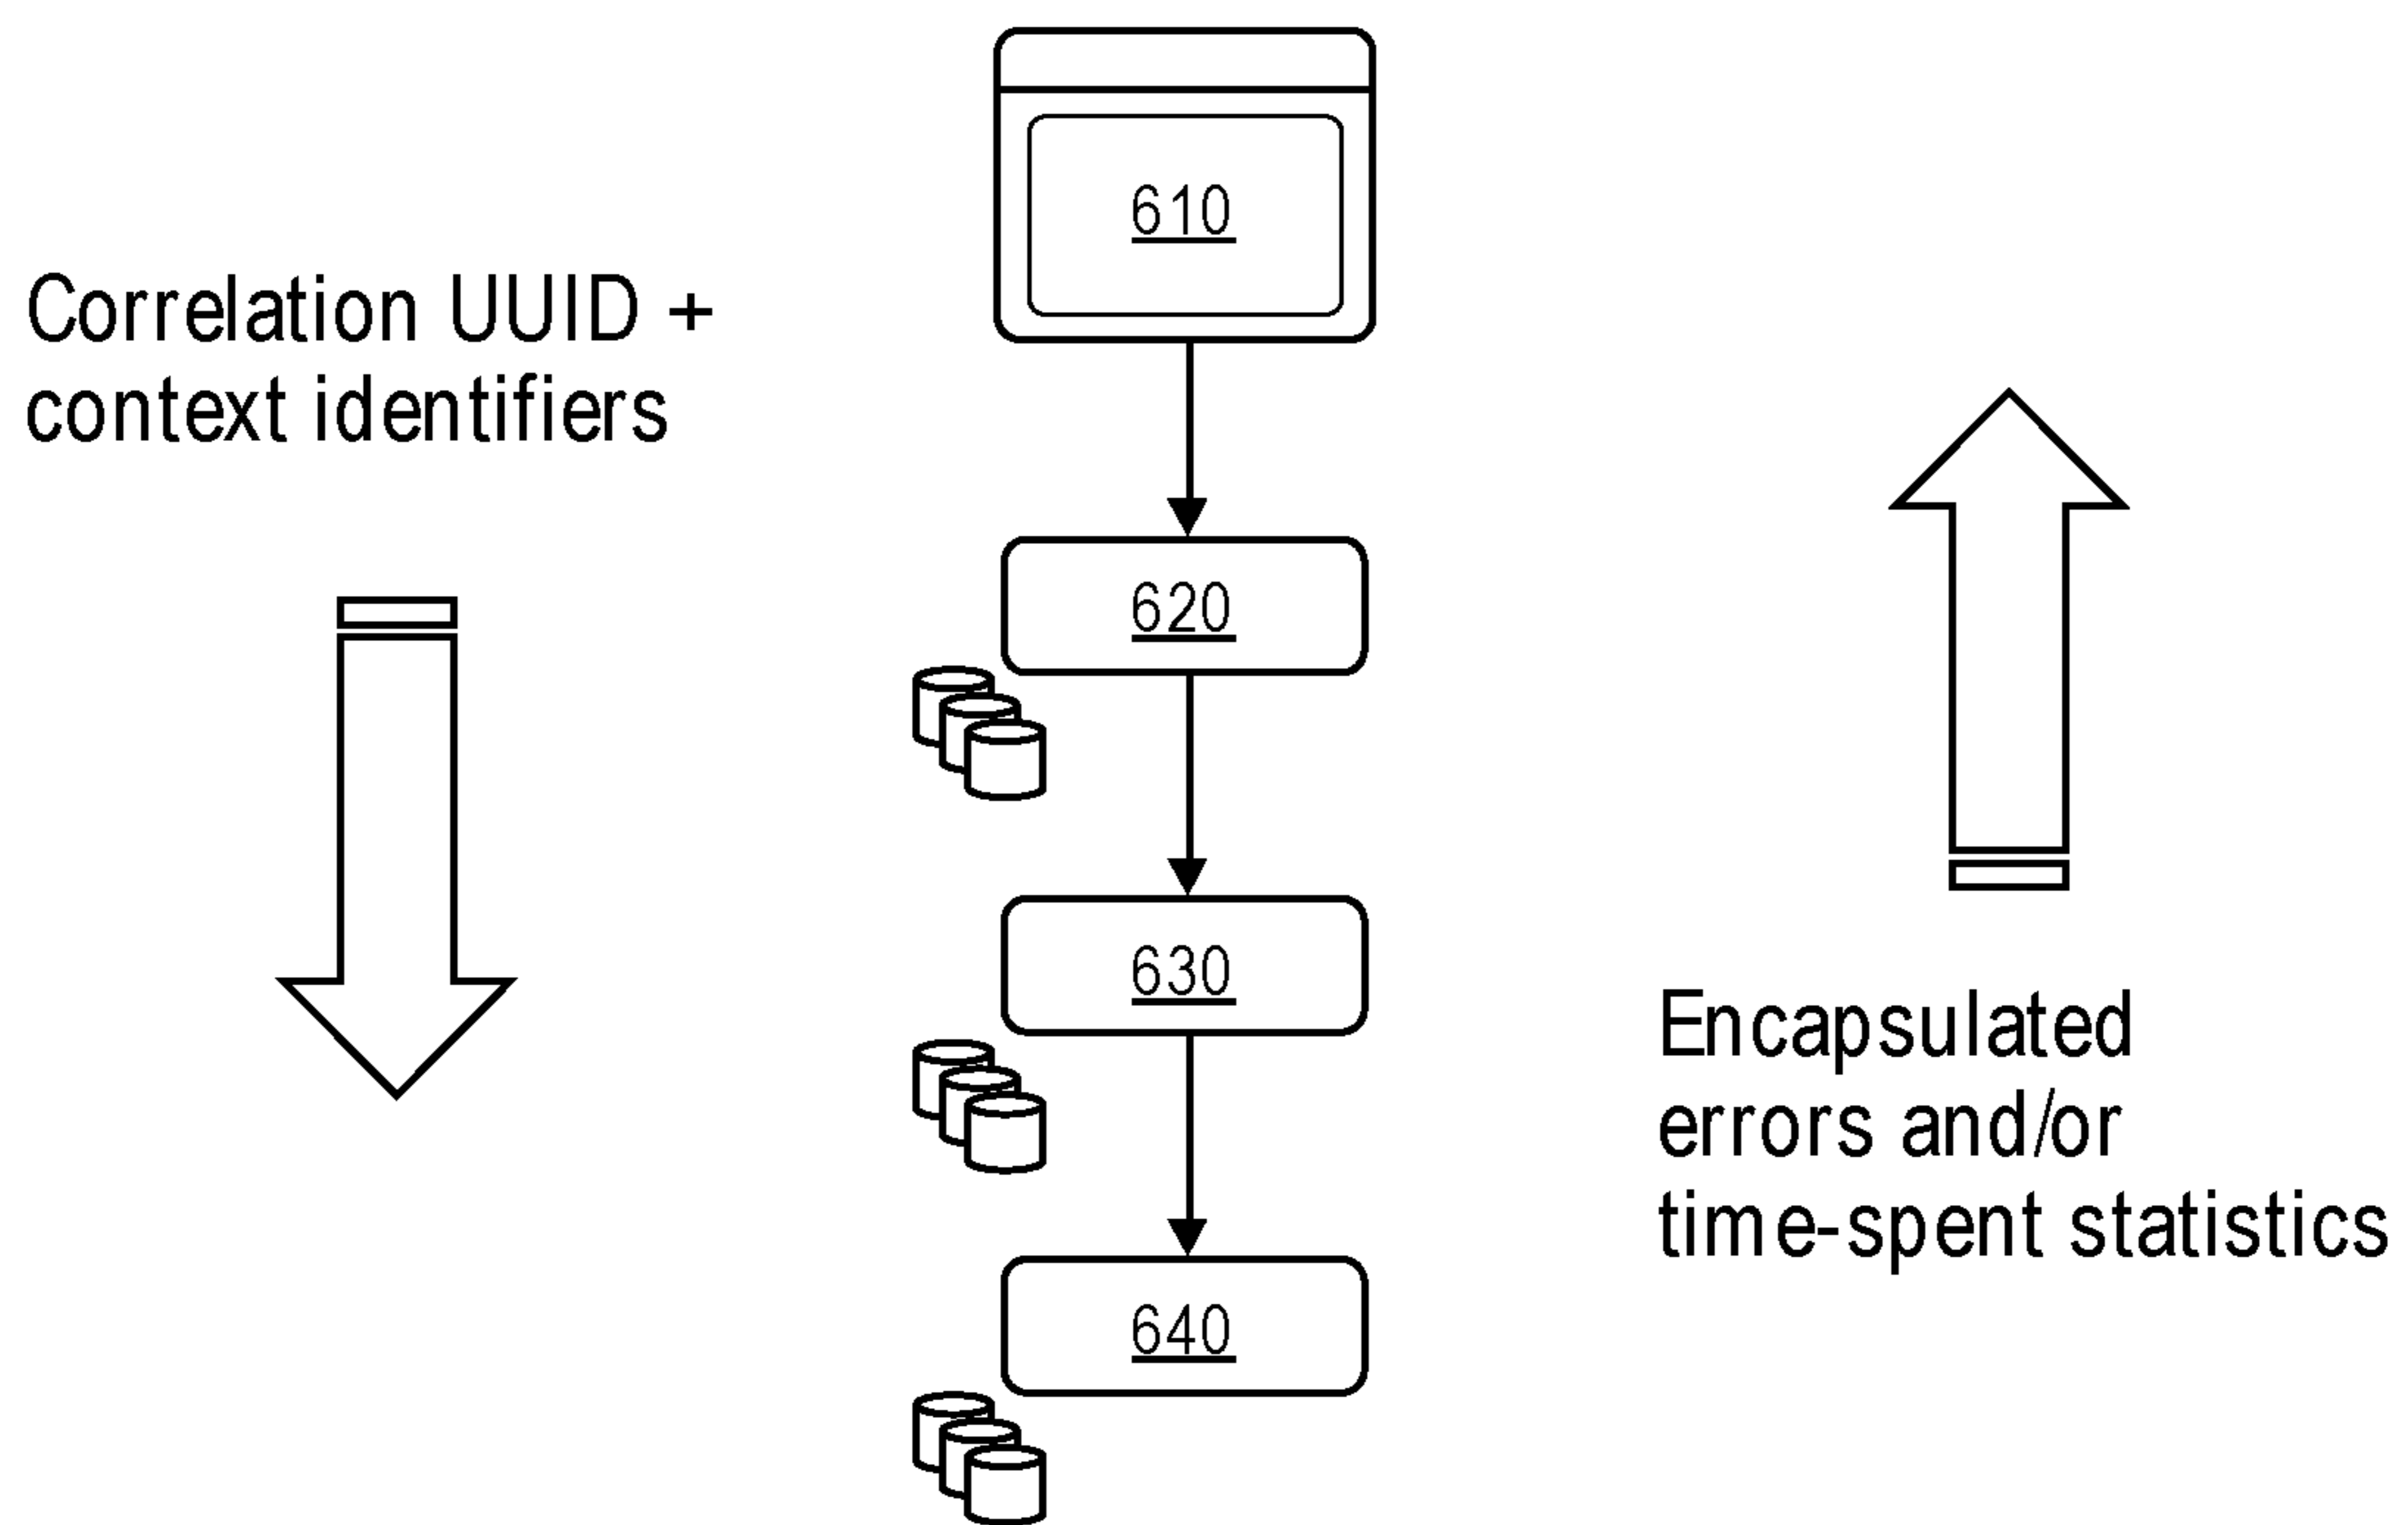 610
Correlation UUID +
context identifiers
620
630
Encapsulated
errors and/or
time-spent statistics
640